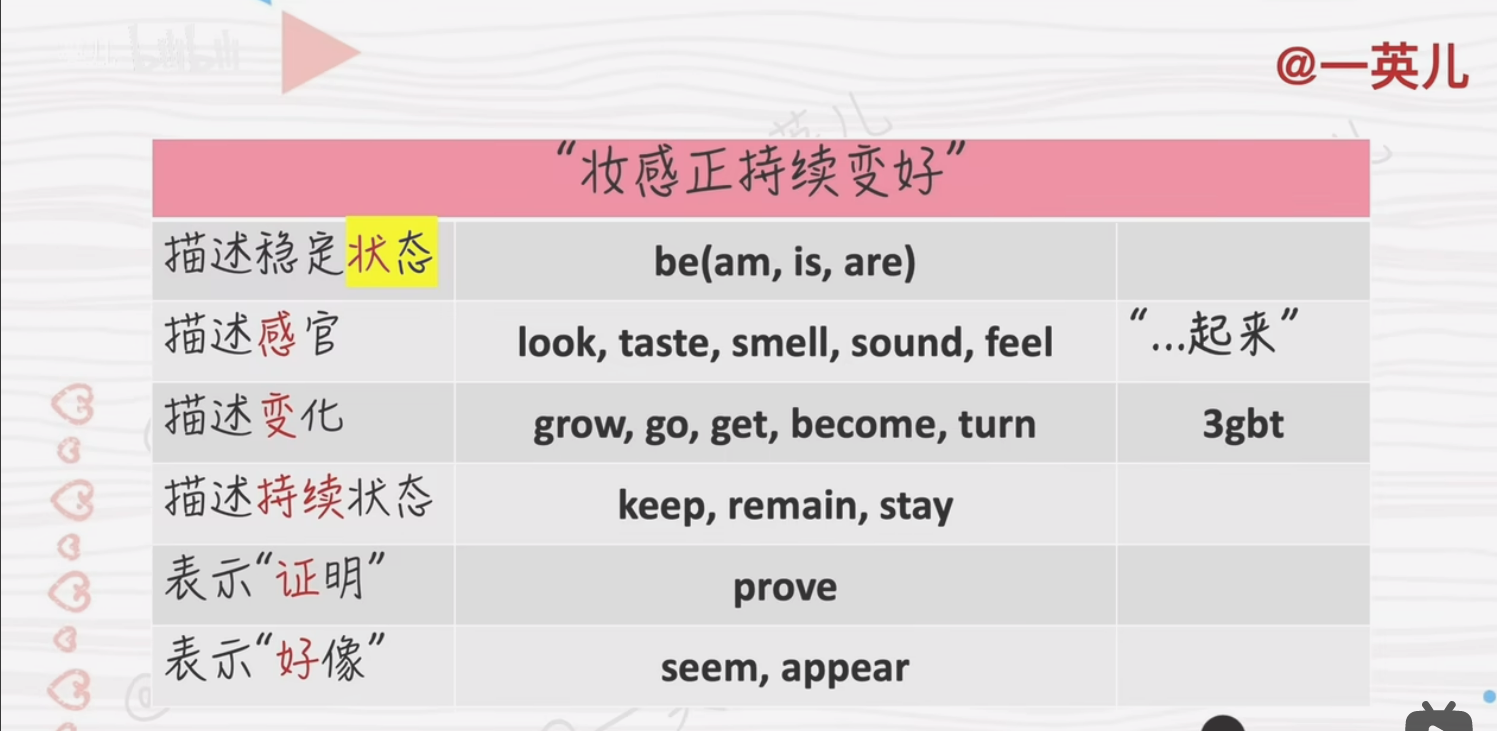 @一英儿
“妆感正持续变好”
描述稳定状态 be(am, is, are)
描述感官 look, taste, smell, sound, feel “...起来”
描述变化 grow, go, get, become, turn 3gbt
描述持续状态 keep, remain, stay
表示“证明” prove
表示“好像” seem, appear